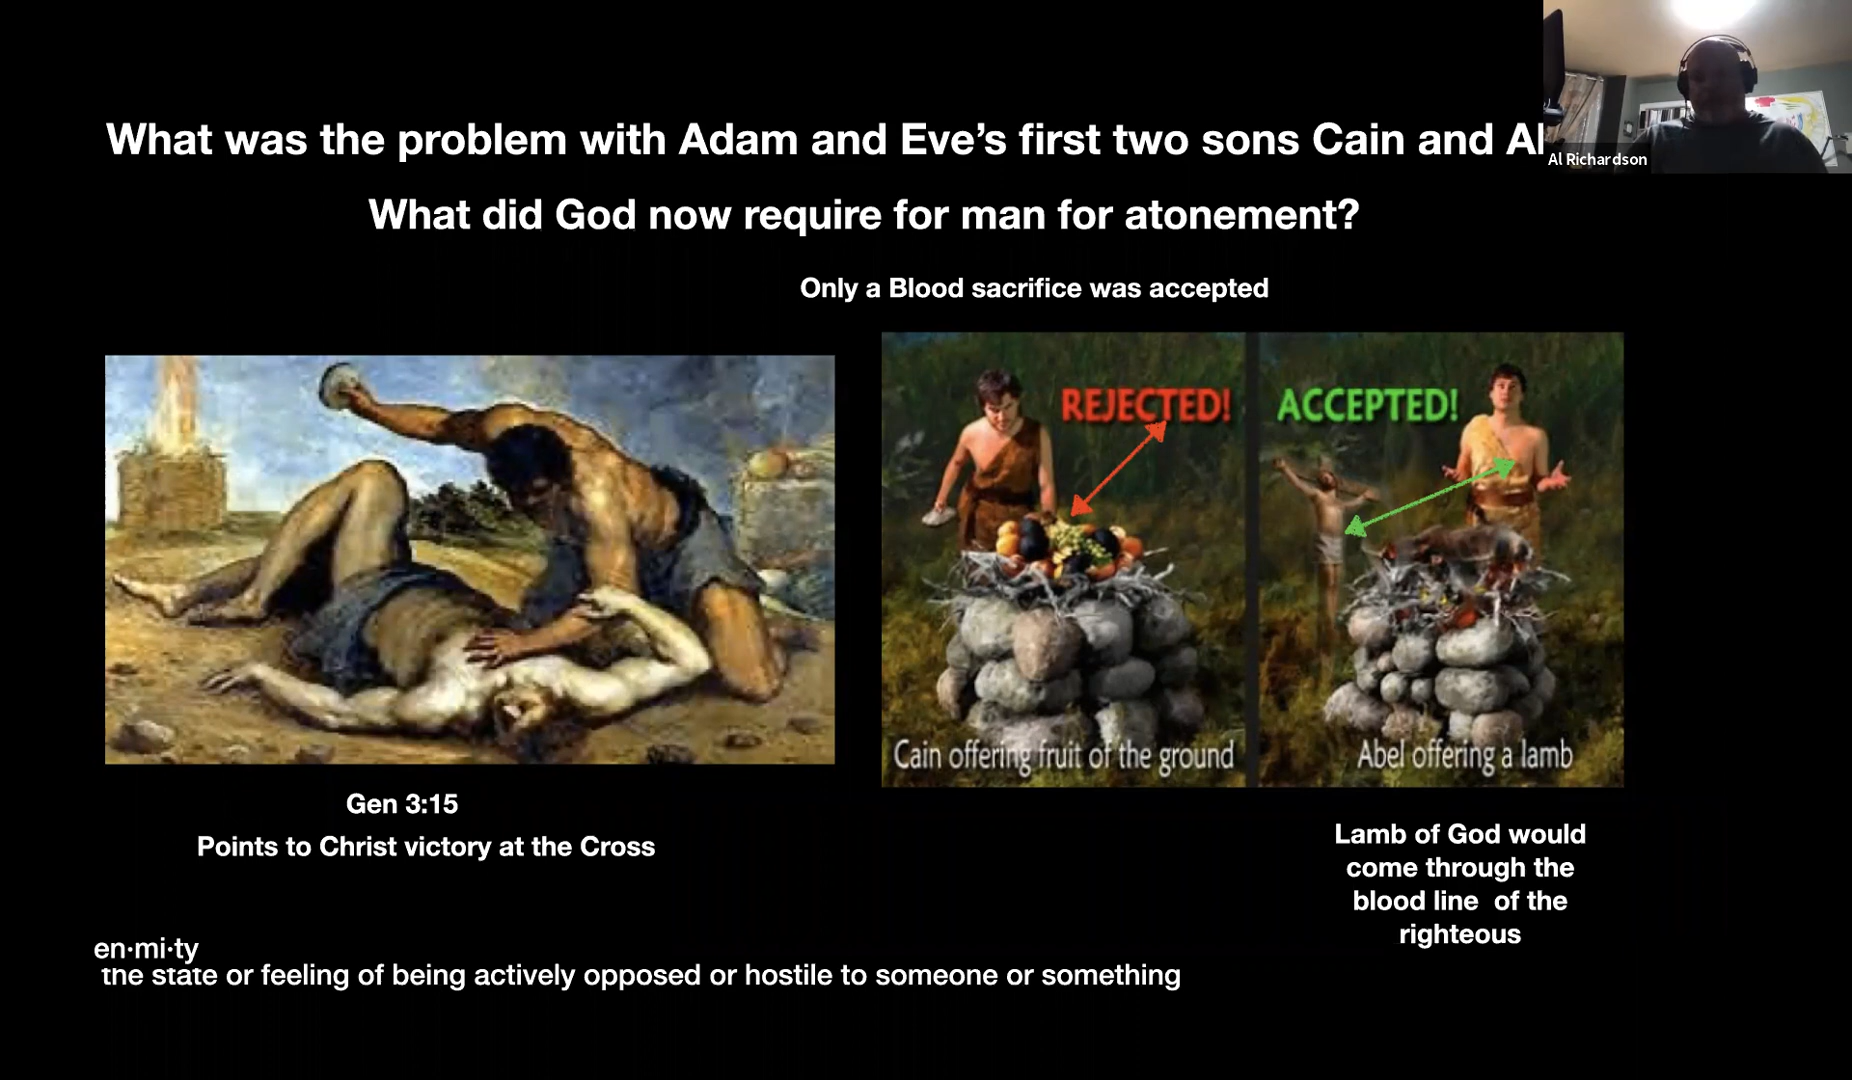 What was the problem with Adam and Eve's first two sons Cain and
Al Richardson
What did God now require for man for atonement?
Only a Blood sacrifice was accepted
REJECTED!
ACCEPTED!
Cain offering fruit of the ground
Abel offering a lamb
Gen 3:15
Points to Christ victory at the Cross
Lamb of God would
come through the
blood line of the
righteous
en·mi·ty
the state or feeling of being actively opposed or hostile to someone or something